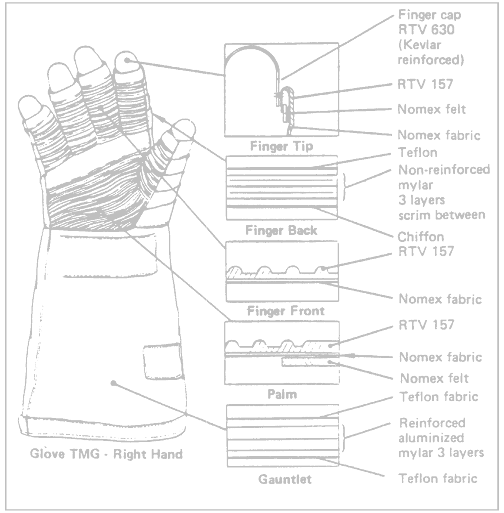 Finger cap
RTV 630
(Kevlar
reinforced)
RTV 157
Nomex felt
Nomex fabric
Finger Tip
Teflon
Non-reinforced
mylar
3 layers
scrim between
Finger Back
Chiffon
RTV 157
Nomex fabric
Finger Front
RTV 157
Nomex fabric
Nomex felt
Palm
Teflon fabric
Reinforced
aluminized
mylar 3 layers
Glove TMG - Right Hand
Gauntlet
Teflon fabric